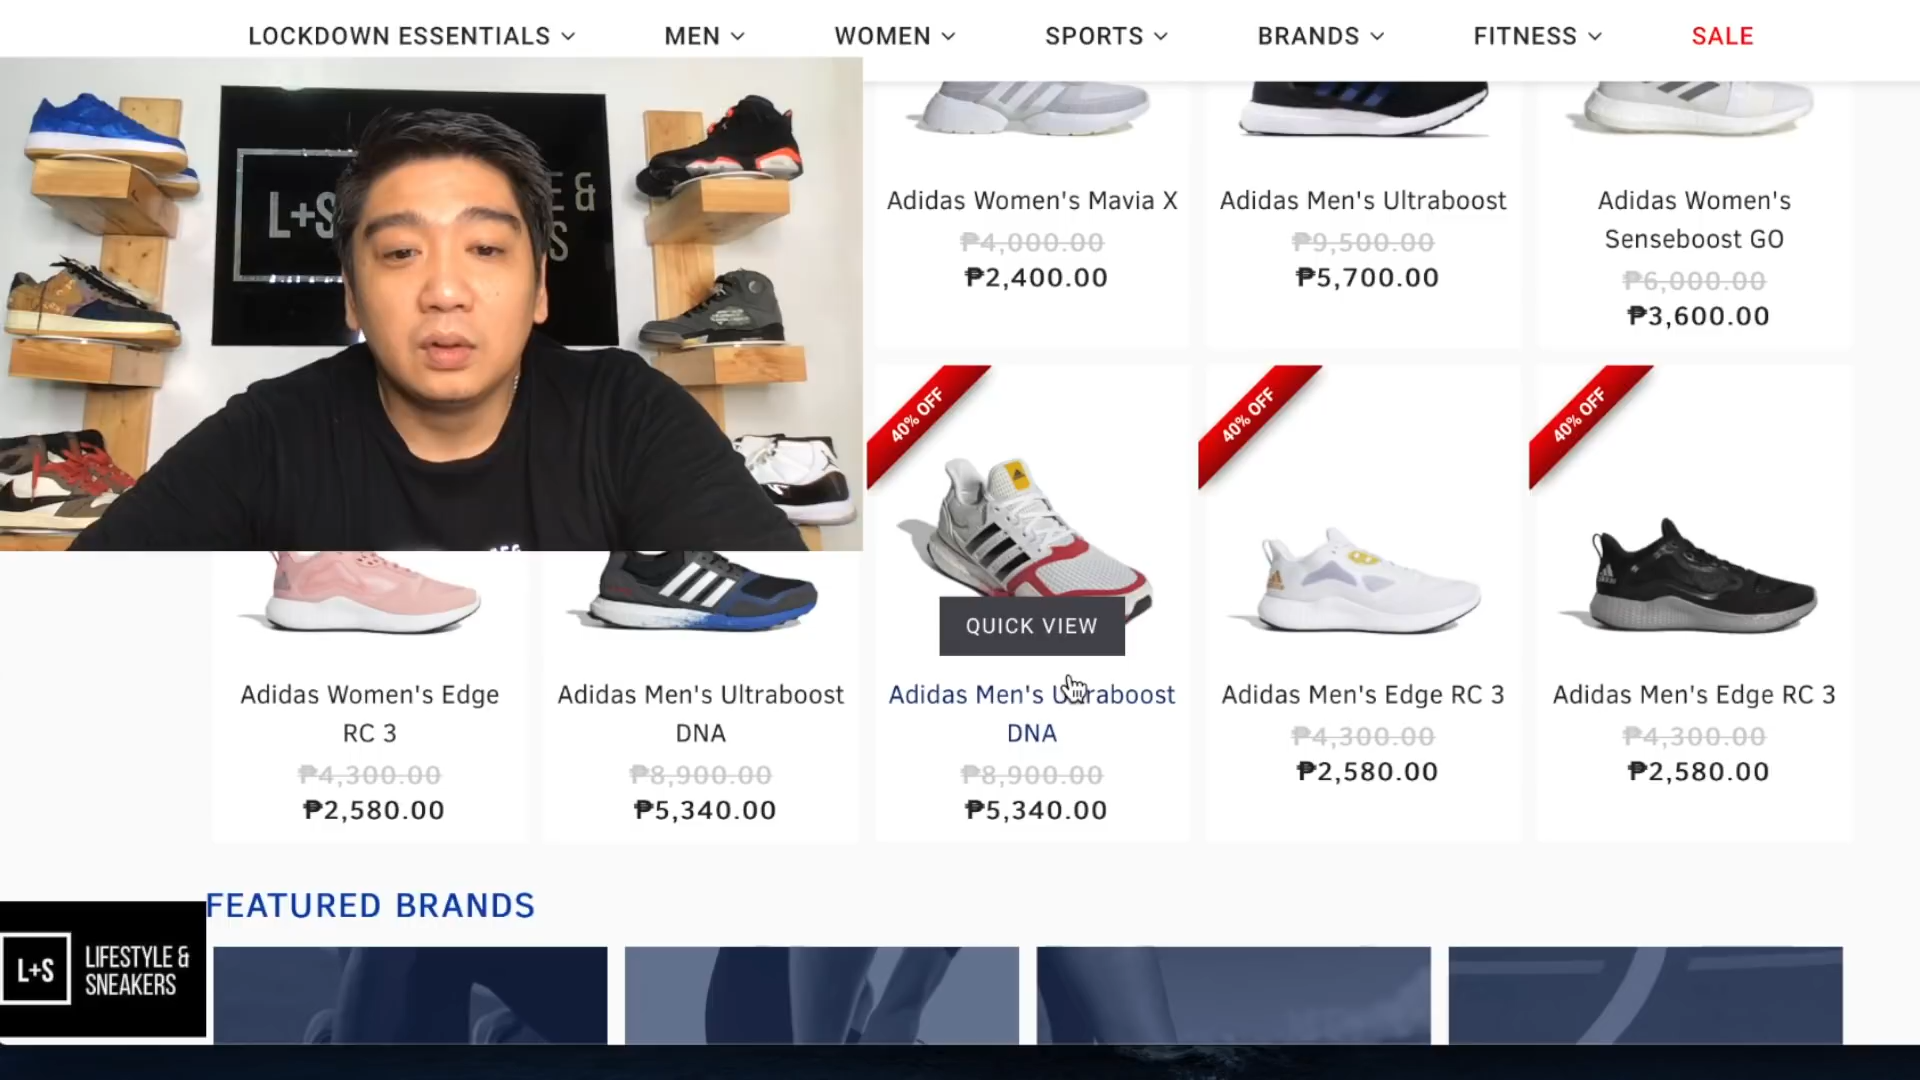 LOCKDOWN ESSENTIALS
MEN
WOMEN
SPORTS
BRANDS
FITNESS
SALE
L+S
E &
S
Adidas Women's Mavia X
₱4,000.00
₱2,400.00
Adidas Men's Ultraboost
₱9,500.00
₱5,700.00
Adidas Women's
Senseboost GO
₱6,000.00
₱3,600.00
40% OFF
40% OFF
40% OFF
QUICK VIEW
Adidas Women's Edge
RC 3
₱4,300.00
₱2,580.00
Adidas Men's Ultraboost
DNA
₱8,900.00
₱5,340.00
Adidas Men's Ultraboost
DNA
₱8,900.00
₱5,340.00
Adidas Men's Edge RC 3
₱4,300.00
₱2,580.00
Adidas Men's Edge RC 3
₱4,300.00
₱2,580.00
FEATURED BRANDS
L+S
LIFESTYLE &
SNEAKERS